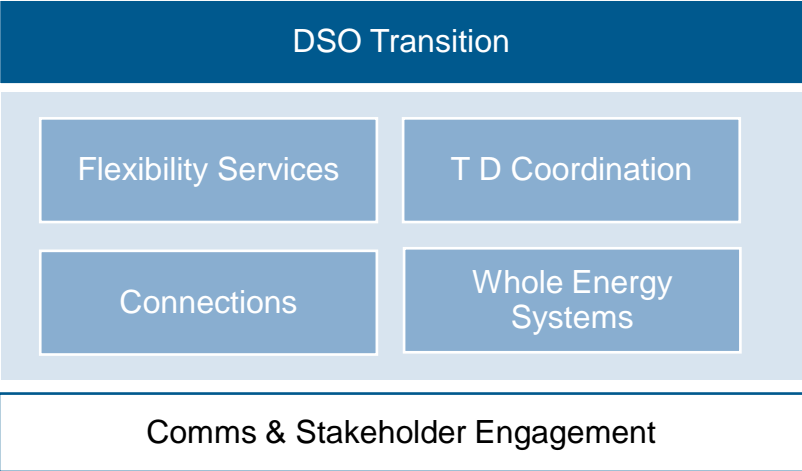 DSO Transition
Flexibility Services
T D Coordination
Connections
Whole Energy
Systems
Comms & Stakeholder Engagement